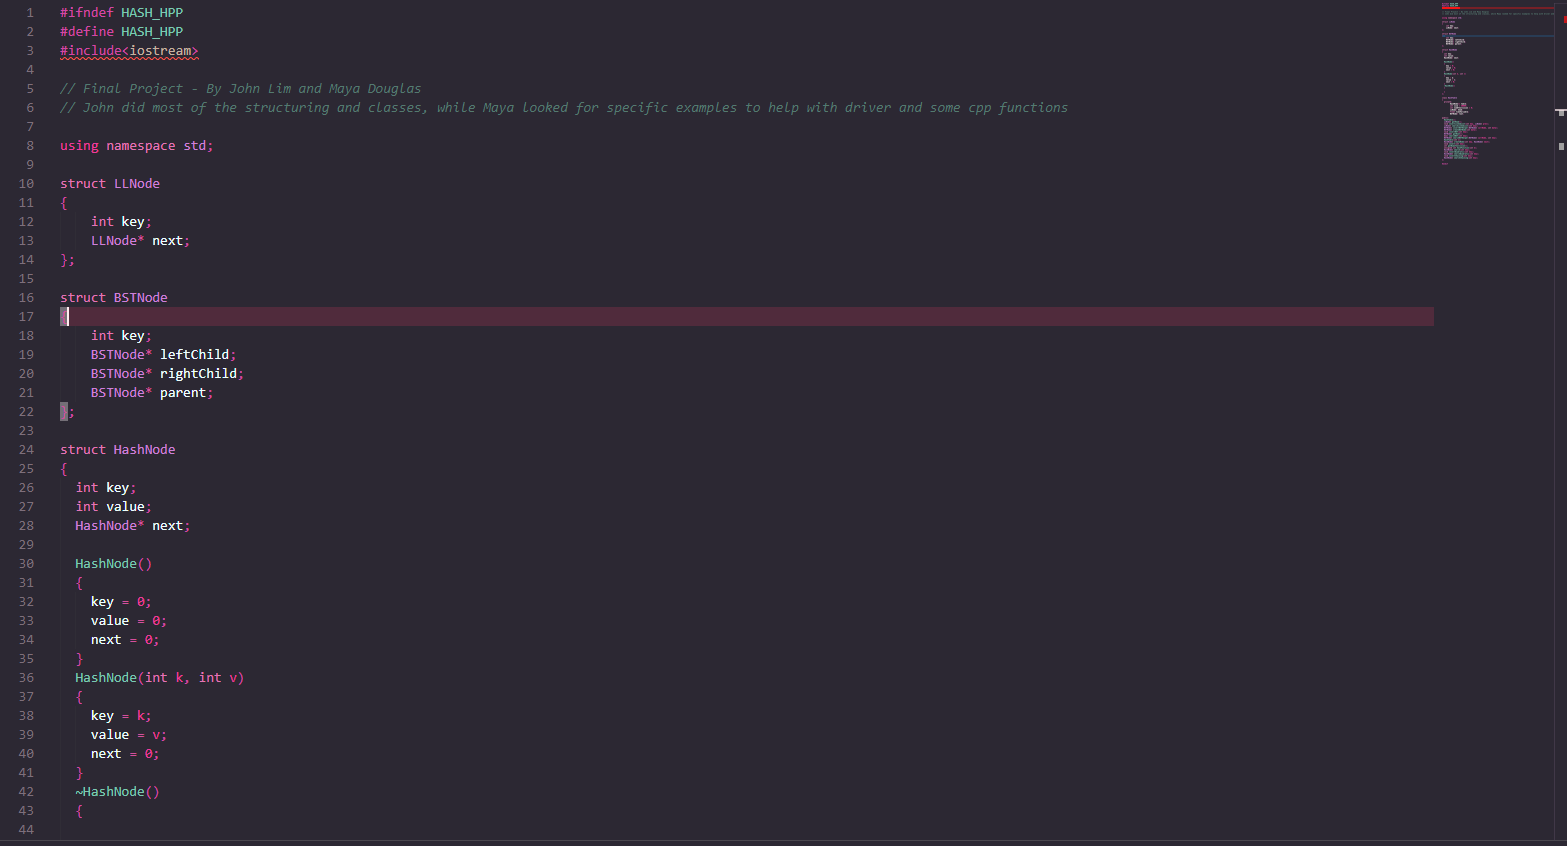 1 #ifndef HASH_HPP
2 #define HASH_HPP
3 #include<iostream>
4
5 // Final Project - By John Lim and Maya Douglas
6 // John did most of the structuring and classes, while Maya looked for specific examples to help with driver and some cpp functions
7
8 using namespace std;
9
10 struct LLNode
11 {
12 int key;
13 LLNode* next;
14 };
15
16 struct BSTNode
17 {
18 int key;
19 BSTNode* leftChild;
20 BSTNode* rightChild;
21 BSTNode* parent;
22 };
23
24 struct HashNode
25 {
26 int key;
27 int value;
28 HashNode* next;
29
30 HashNode()
31 {
32 key = 0;
33 value = 0;
34 next = 0;
35 }
36 HashNode(int k, int v)
37 {
38 key = k;
39 value = v;
40 next = 0;
41 }
42 ~HashNode()
43 {
44